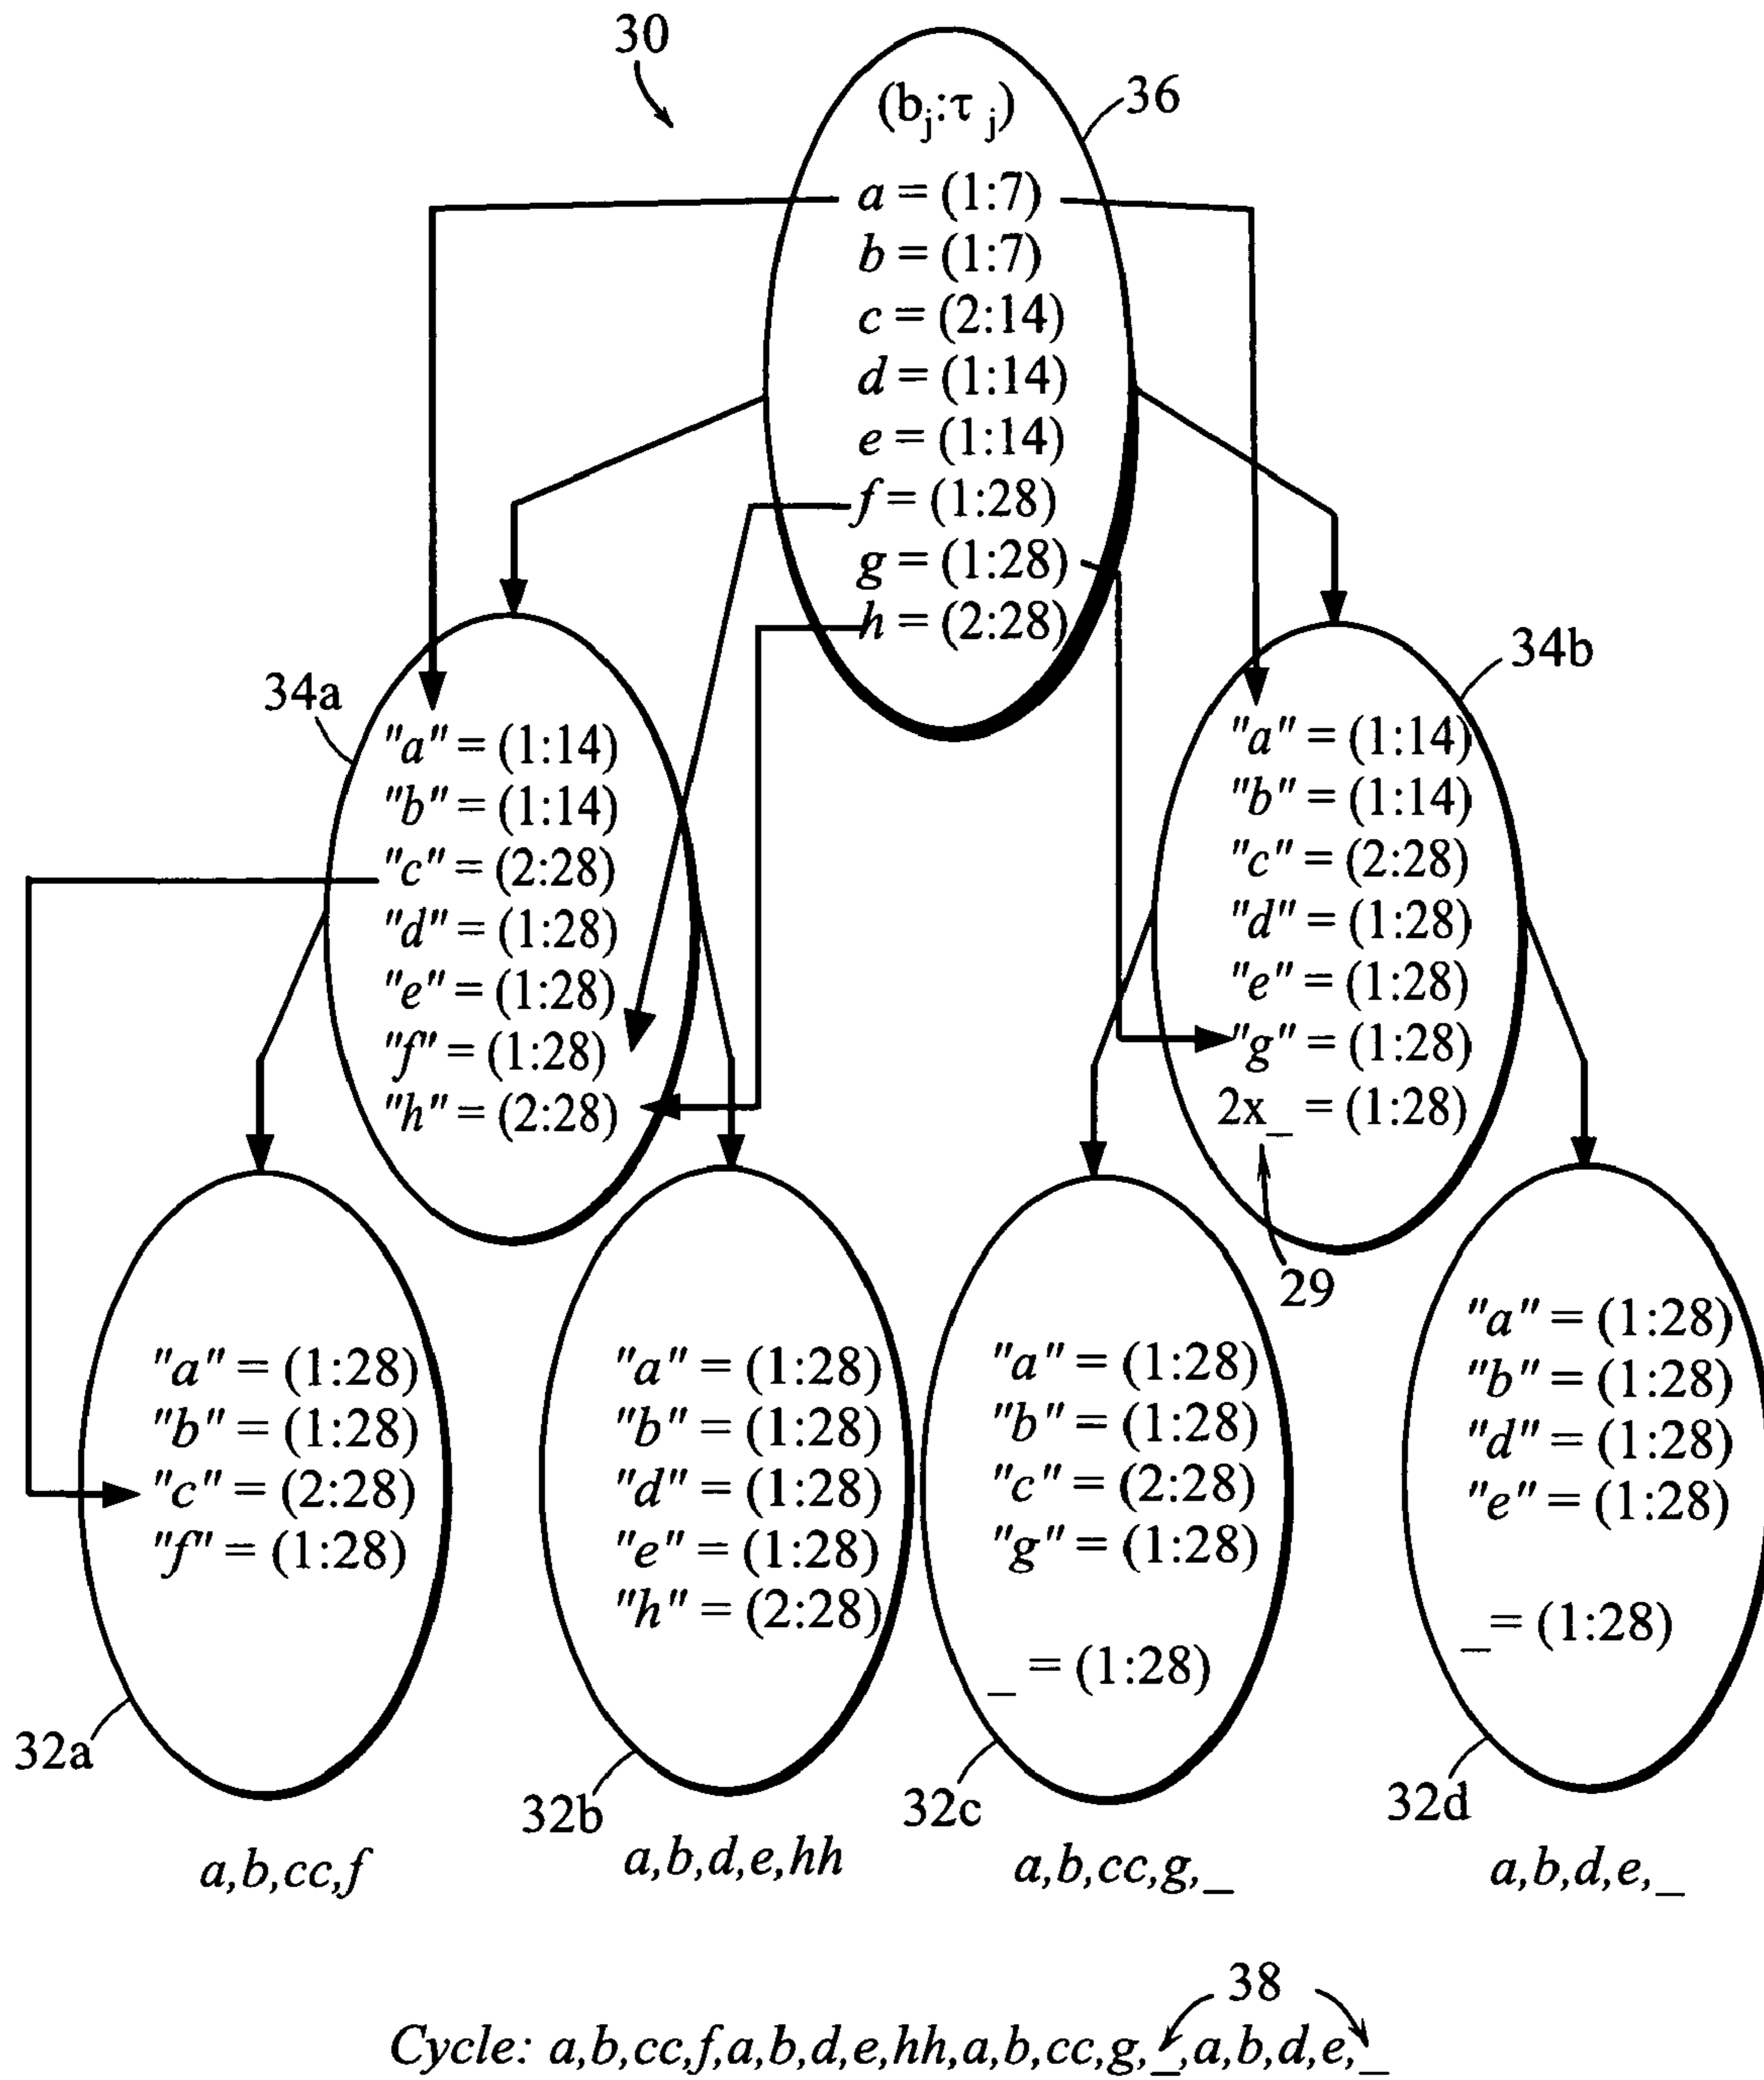 30
36
(bj:τ j)
a = (1:7)
b = (1:7)
c = (2:14)
d = (1:14)
e = (1:14)
f = (1:28)
g = (1:28)
h = (2:28)
34a
"a" = (1:14)
"b" = (1:14)
"c" = (2:28)
"d" = (1:28)
"e" = (1:28)
"f" = (1:28)
"h" = (2:28)
34b
"a" = (1:14)
"b" = (1:14)
"c" = (2:28)
"d" = (1:28)
"e" = (1:28)
"g" = (1:28)
2x_ = (1:28)
29
"a" = (1:28)
"b" = (1:28)
"c" = (2:28)
"f" = (1:28)
32a
a,b,cc,f
"a" = (1:28)
"b" = (1:28)
"d" = (1:28)
"e" = (1:28)
"h" = (2:28)
32b
a,b,d,e,hh
"a" = (1:28)
"b" = (1:28)
"c" = (2:28)
"g" = (1:28)
_ = (1:28)
32c
a,b,cc,g,_
"a" = (1:28)
"b" = (1:28)
"d" = (1:28)
"e" = (1:28)
_ = (1:28)
32d
a,b,d,e,_
38
Cycle: a,b,cc,f,a,b,d,e,hh,a,b,cc,g,_,a,b,d,e,_